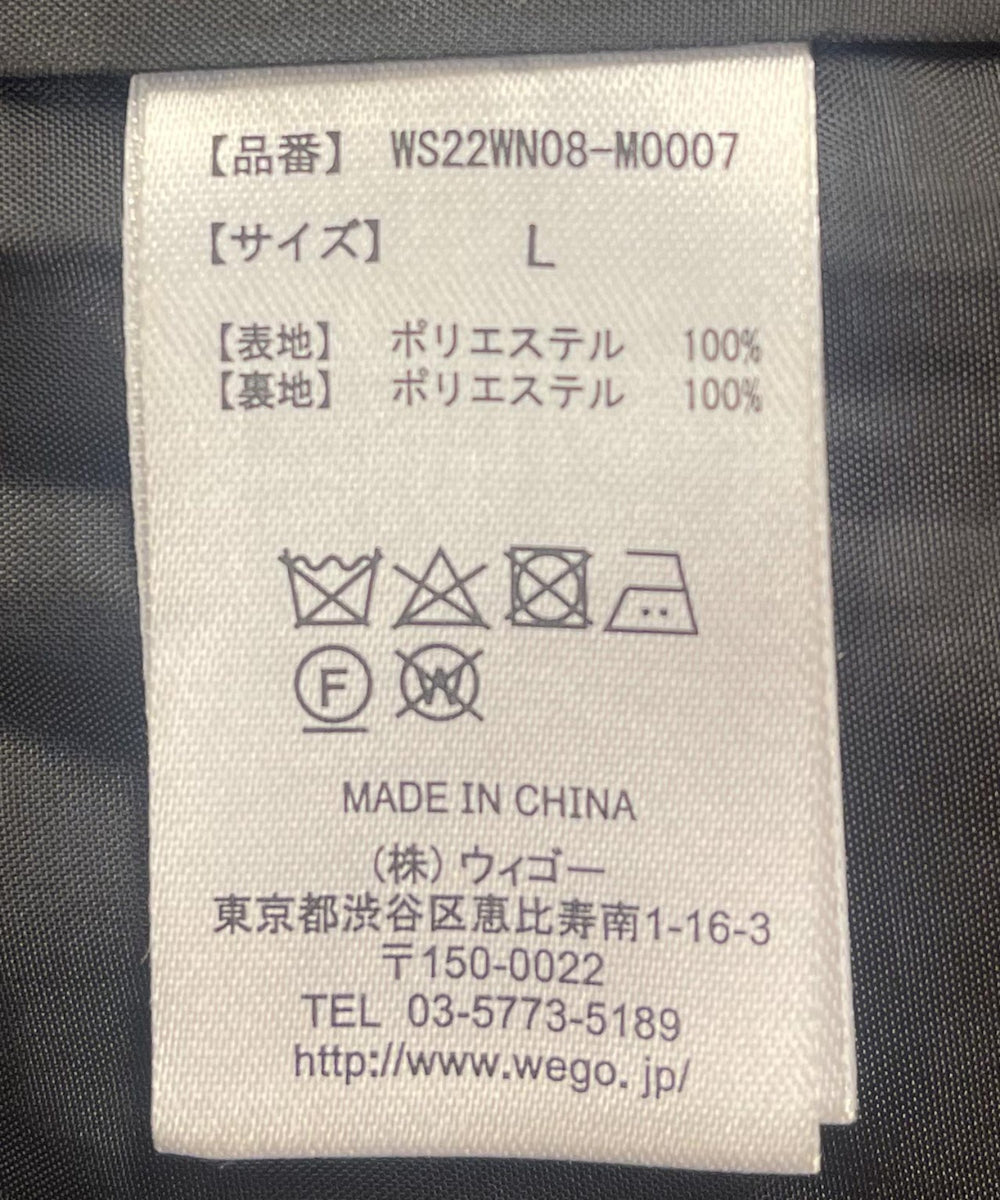 【品番】 WS22WN08-M0007
【サイズ】 L
【表地】 ポリエステル 100%
【裏地】 ポリエステル 100%
F W
MADE IN CHINA
(株)ウィゴー
東京都渋谷区恵比寿南1-16-3
〒150-0022
TEL 03-5773-5189
http://www.wego.jp/